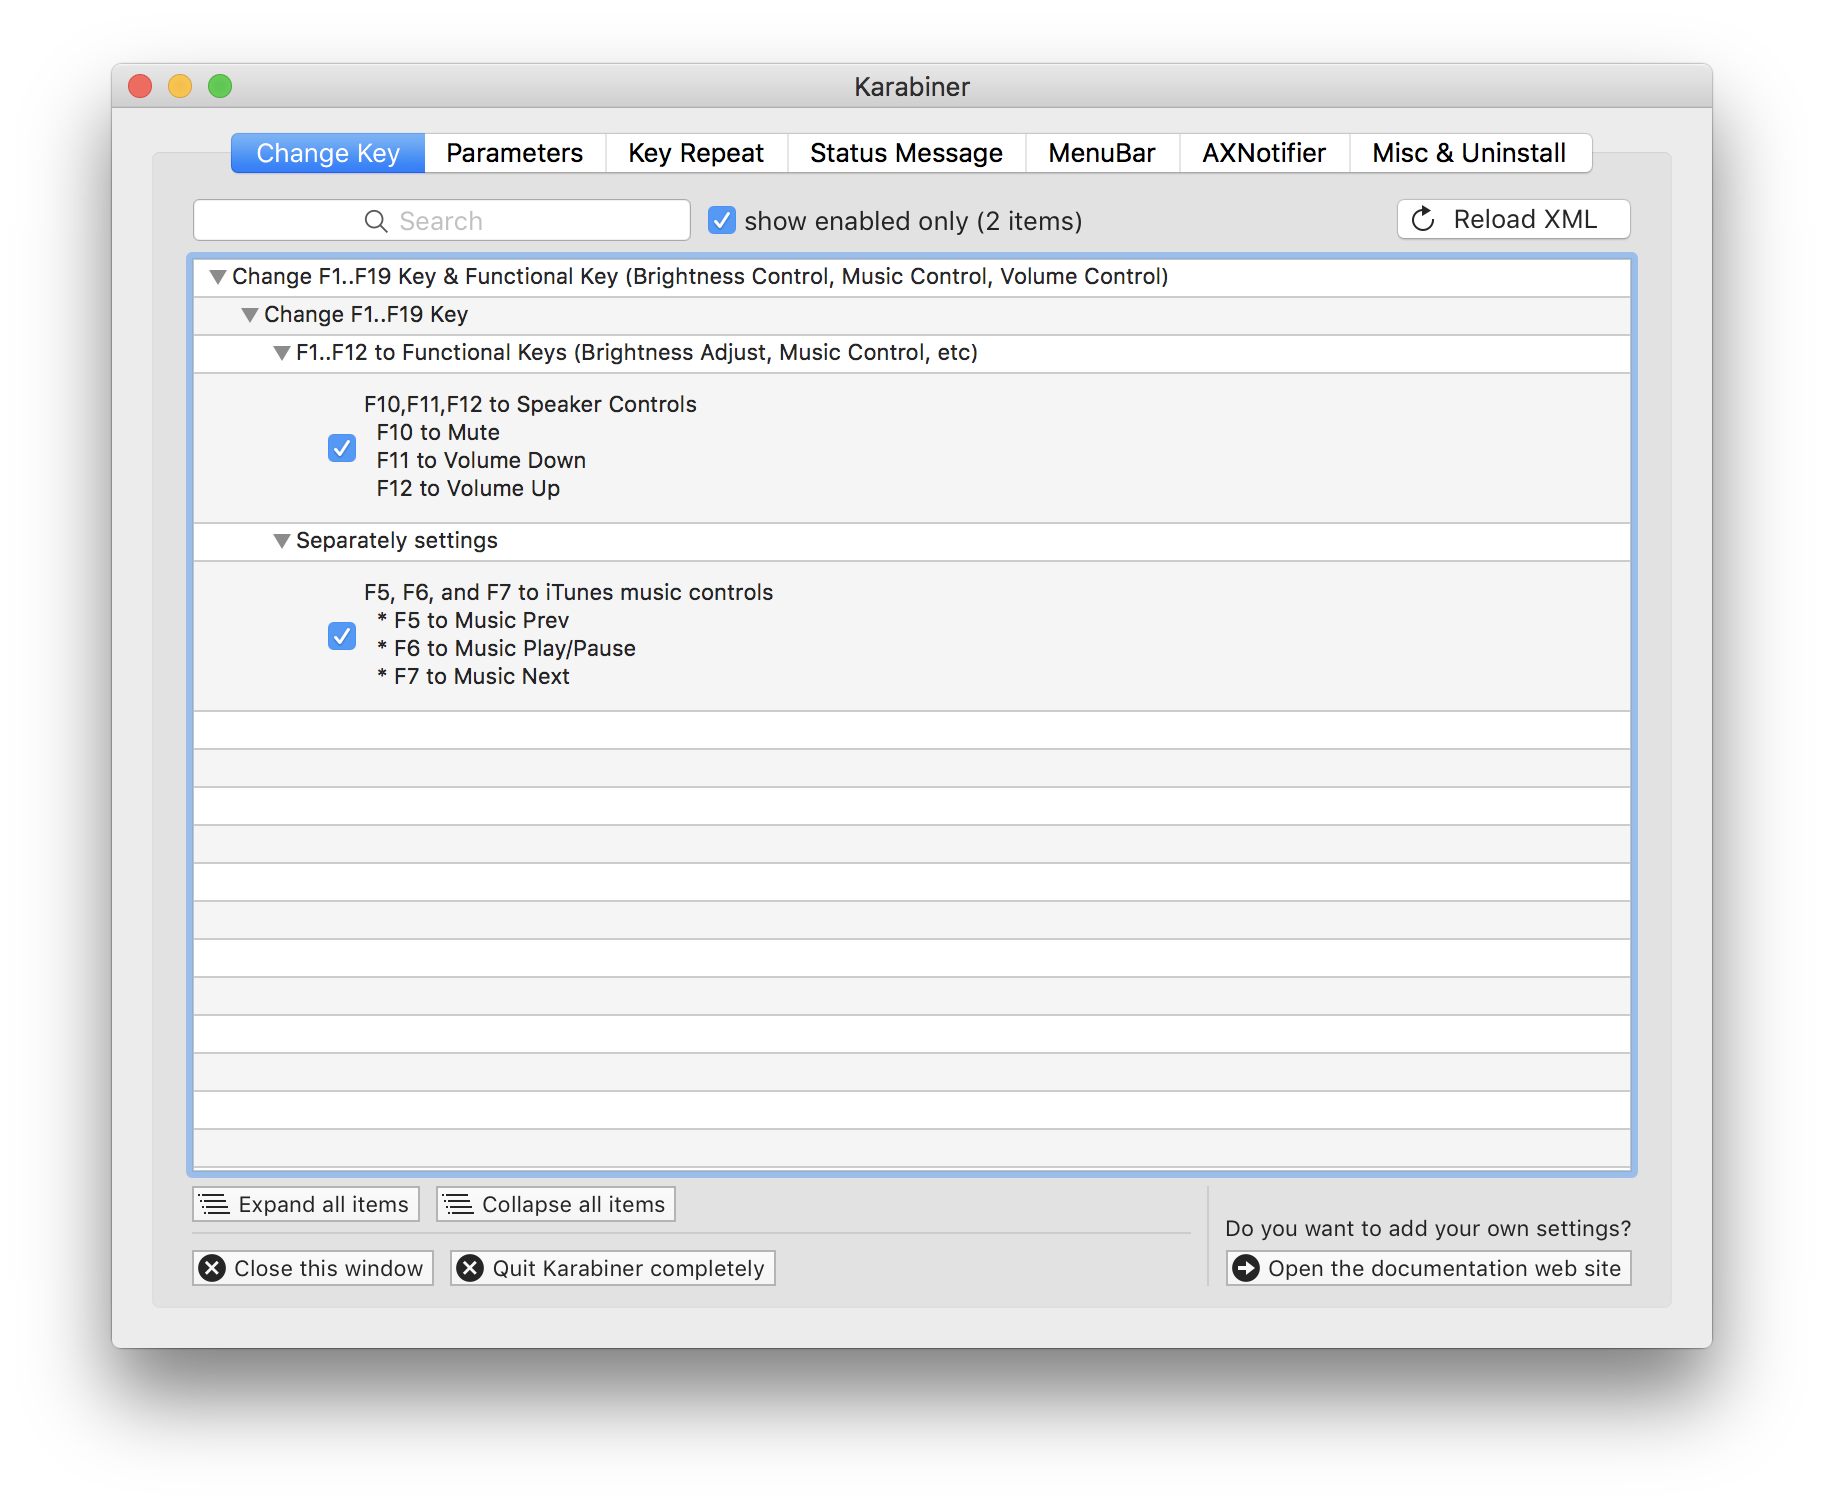 Karabiner
Change Key Parameters Key Repeat Status Message MenuBar AXNotifier Misc & Uninstall
Search show enabled only (2 items) Reload XML
Change F1..F19 Key & Functional Key (Brightness Control, Music Control, Volume Control)
Change F1..F19 Key
F1..F12 to Functional Keys (Brightness Adjust, Music Control, etc)
F10,F11,F12 to Speaker Controls
F10 to Mute
F11 to Volume Down
F12 to Volume Up
Separately settings
F5, F6, and F7 to iTunes music controls
* F5 to Music Prev
* F6 to Music Play/Pause
* F7 to Music Next
Expand all items Collapse all items
Do you want to add your own settings?
Close this window Quit Karabiner completely Open the documentation web site